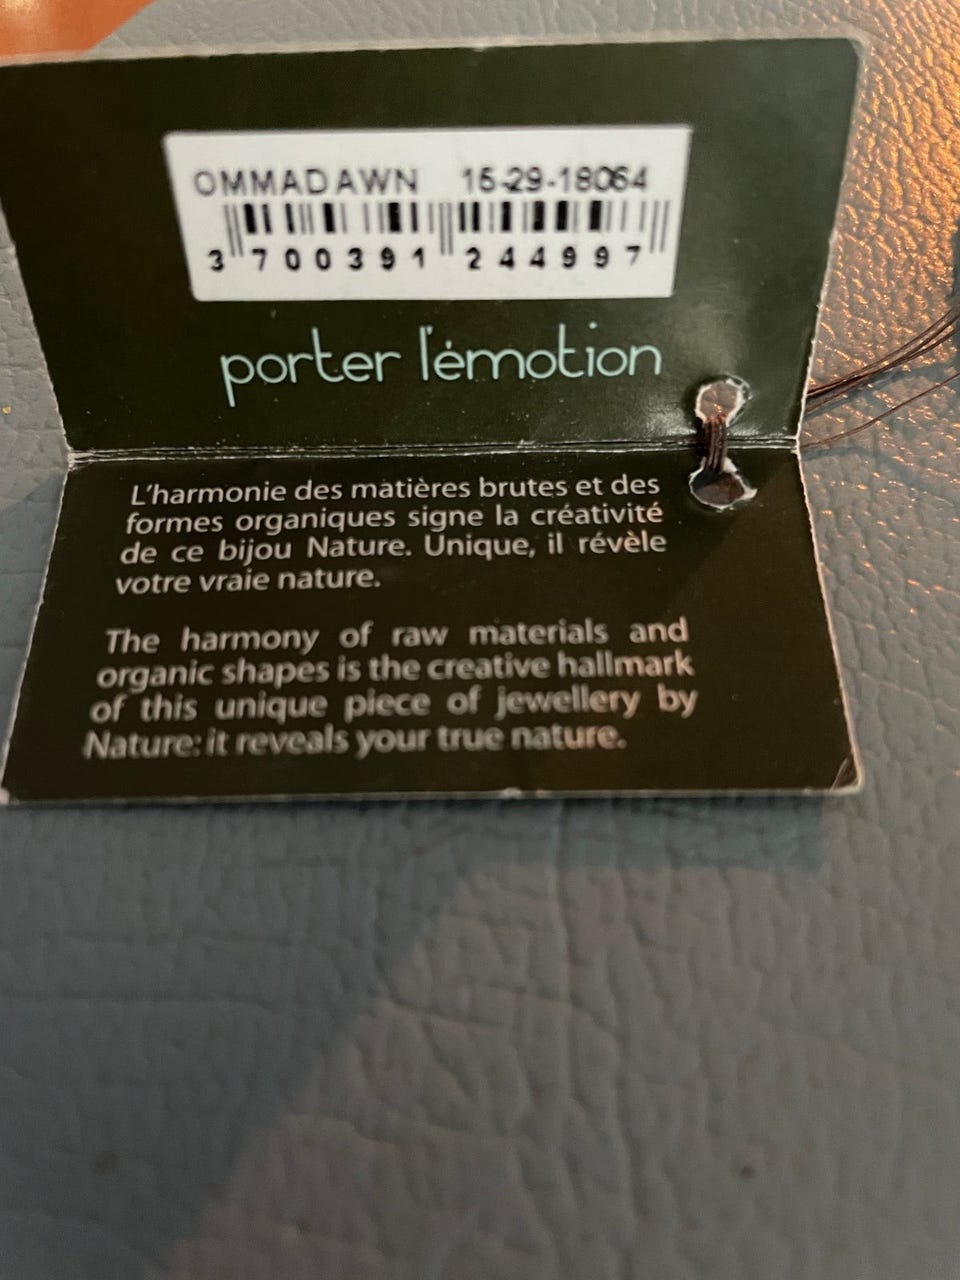 OMMADAWN 15-29-18064
3 700391 244997
porter l'émotion
L'harmonie des matières brutes et des
formes organiques signe la créativité
de ce bijou Nature. Unique, il révèle
votre vraie nature.
The harmony of raw materials and
organic shapes is the creative hallmark
of this unique piece of jewellery by
Nature: it reveals your true nature.